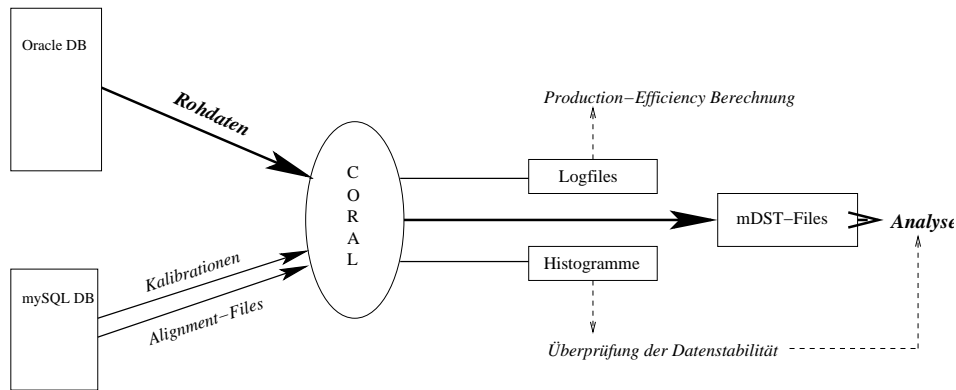 Oracle DB
Rohdaten
Production−Efficiency Berechnung
CORAL
Logfiles
mDST−Files
Analyse
Histogramme
mySQL DB
Kalibrationen
Alignment−Files
Überprüfung der Datenstabilität